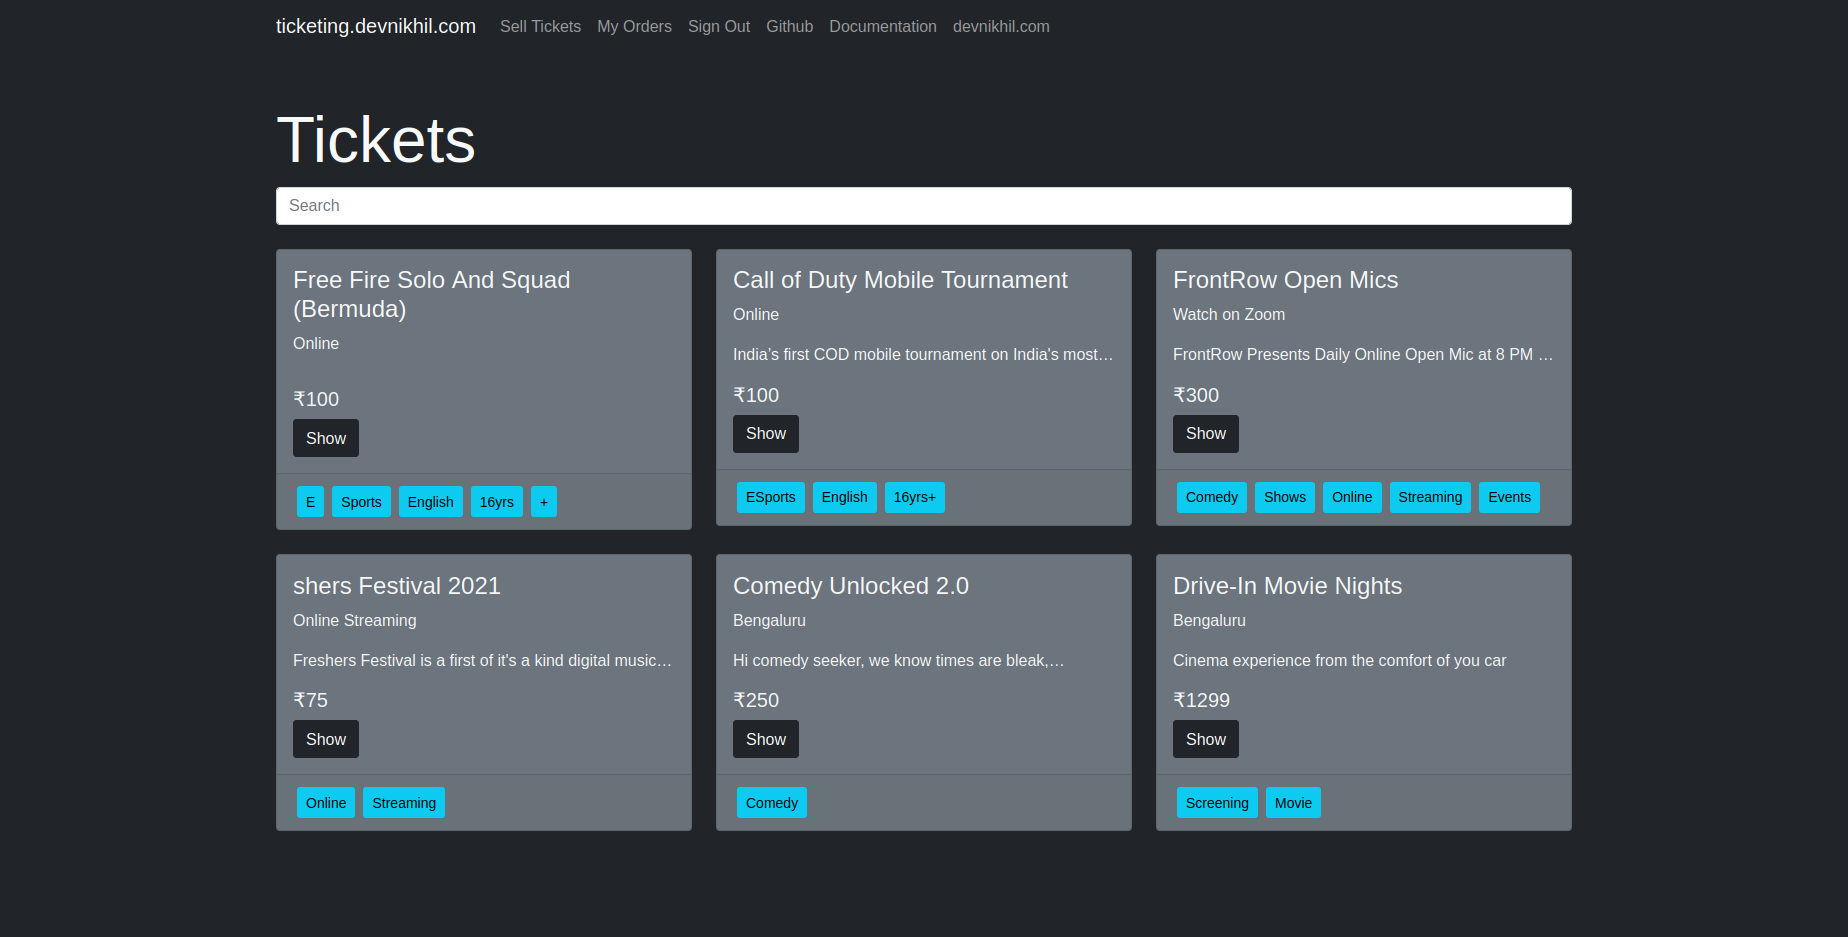 ticketing.devnikhil.com Sell Tickets My Orders Sign Out Github Documentation devnikhil.com
Tickets
Search
Free Fire Solo And Squad
(Bermuda)
Online
₹100
Show
E Sports English 16yrs +
Call of Duty Mobile Tournament
Online
India’s first COD mobile tournament on India's most…
₹100
Show
ESports English 16yrs+
FrontRow Open Mics
Watch on Zoom
FrontRow Presents Daily Online Open Mic at 8 PM …
₹300
Show
Comedy Shows Online Streaming Events
shers Festival 2021
Online Streaming
Freshers Festival is a first of it's a kind digital music…
₹75
Show
Online Streaming
Comedy Unlocked 2.0
Bengaluru
Hi comedy seeker, we know times are bleak,…
₹250
Show
Comedy
Drive-In Movie Nights
Bengaluru
Cinema experience from the comfort of you car
₹1299
Show
Screening Movie